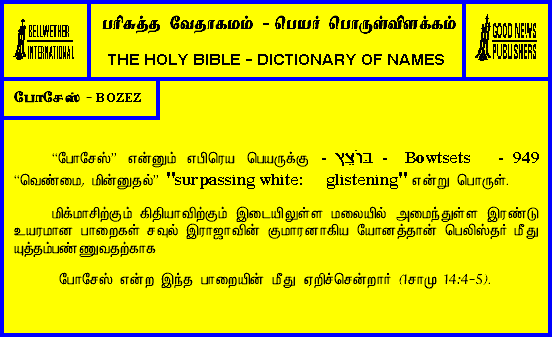 BELLWETHER
INTERNATIONAL
பரிசுத்த வேதாகமம் - பெயர் பொருள்விளக்கம்
THE HOLY BIBLE - DICTIONARY OF NAMES
GOOD NEWS
PUBLISHERS
போசேஸ் - BOZEZ
“போசேஸ்” என்னும் எபிரெய பெயருக்கு - בּוֹצֵץ - Bowtsets - 949
“வெண்மை, மின்னுதல்” "surpassing white: glistening" என்று பொருள்.
மிக்மாசிற்கும் கிதியாவிற்கும் இடையிலுள்ள மலையில் அமைந்துள்ள இரண்டு
உயரமான பாறைகள் சவுல் இராஜாவின் குமாரனாகிய யோனத்தான் பெலிஸ்தர் மீது
யுத்தம்பண்ணுவதற்காக
போசேஸ் என்ற இந்த பாறையின் மீது ஏறிச்சென்றார் (1சாமு 14:4-5).